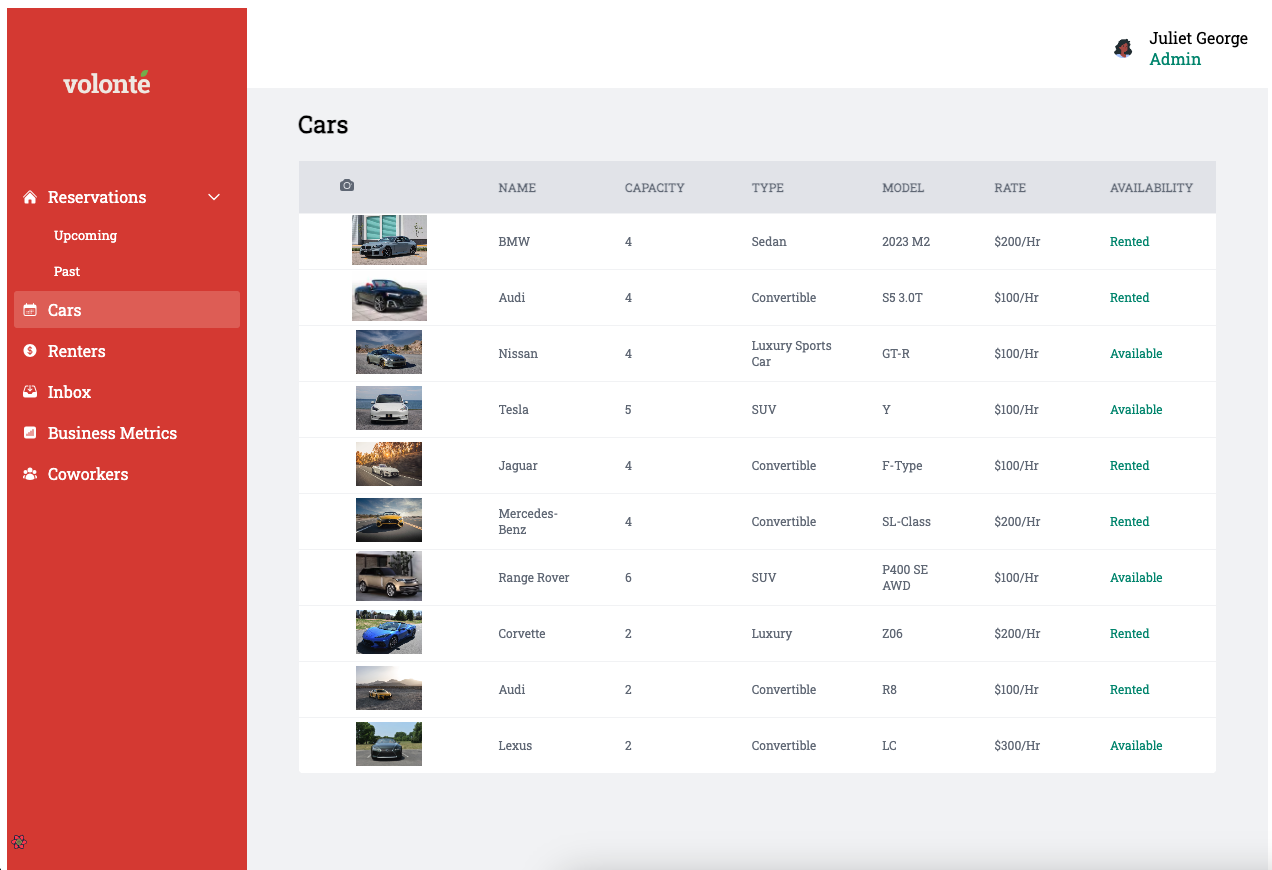 volonté
Juliet George
Admin
Reservations
Upcoming
Past
Cars
Renters
Inbox
Business Metrics
Coworkers
Cars
NAME CAPACITY TYPE MODEL RATE AVAILABILITY
BMW 4 Sedan 2023 M2 $200/Hr Rented
Audi 4 Convertible S5 3.0T $100/Hr Rented
Nissan 4 Luxury Sports Car GT-R $100/Hr Available
Tesla 5 SUV Y $100/Hr Available
Jaguar 4 Convertible F-Type $100/Hr Rented
Mercedes-Benz 4 Convertible SL-Class $200/Hr Rented
Range Rover 6 SUV P400 SE AWD $100/Hr Available
Corvette 2 Luxury Z06 $200/Hr Rented
Audi 2 Convertible R8 $100/Hr Rented
Lexus 2 Convertible LC $300/Hr Available